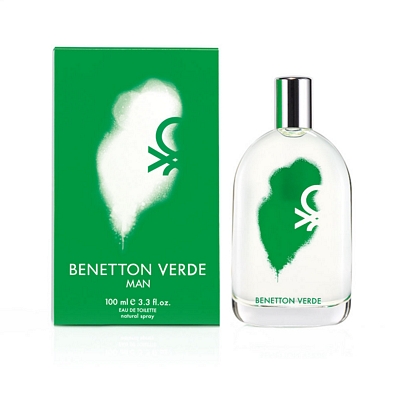 BENETTON VERDE
MAN
100 ml ℮ 3.3 fl.oz.
EAU DE TOILETTE
natural spray
BENETTON VERDE